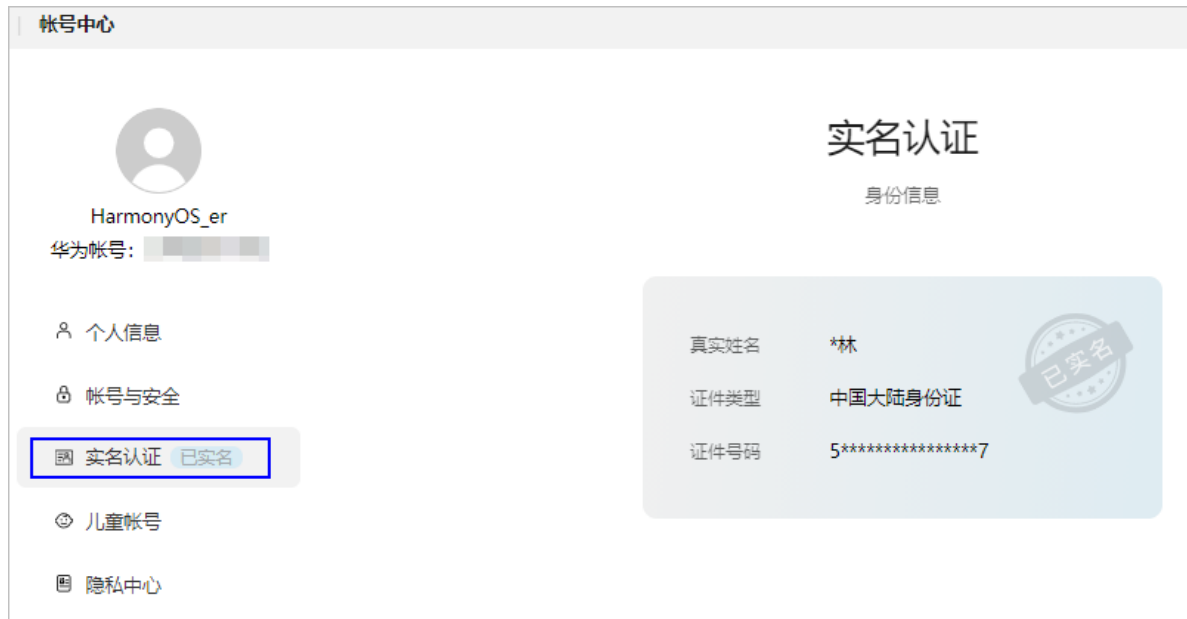 帐号中心
HarmonyOS_er
华为帐号:
个人信息
帐号与安全
实名认证 已实名
儿童帐号
隐私中心
实名认证
身份信息
真实姓名 *林
证件类型 中国大陆身份证
证件号码 5****************7
已实名